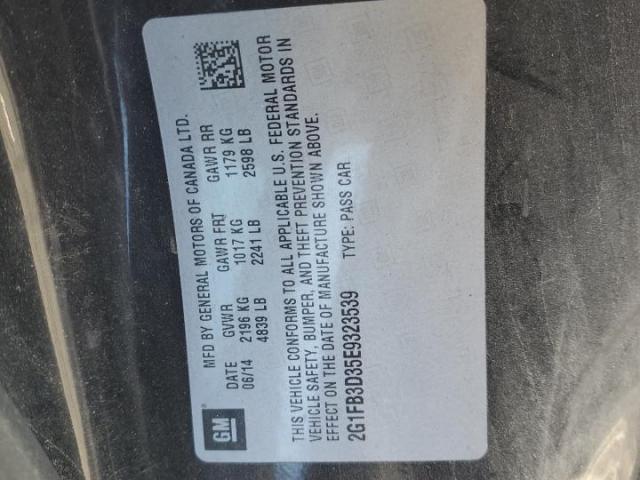 GM®
MFD BY GENERAL MOTORS OF CANADA LTD.
DATE GVWR GAWR FRT GAWR RR
06/14 2196 KG 1017 KG 1179 KG
4839 LB 2241 LB 2598 LB
THIS VEHICLE CONFORMS TO ALL APPLICABLE U.S. FEDERAL MOTOR
VEHICLE SAFETY, BUMPER, AND THEFT PREVENTION STANDARDS IN
EFFECT ON THE DATE OF MANUFACTURE SHOWN ABOVE.
2G1FB3D35E9323539 TYPE: PASS CAR